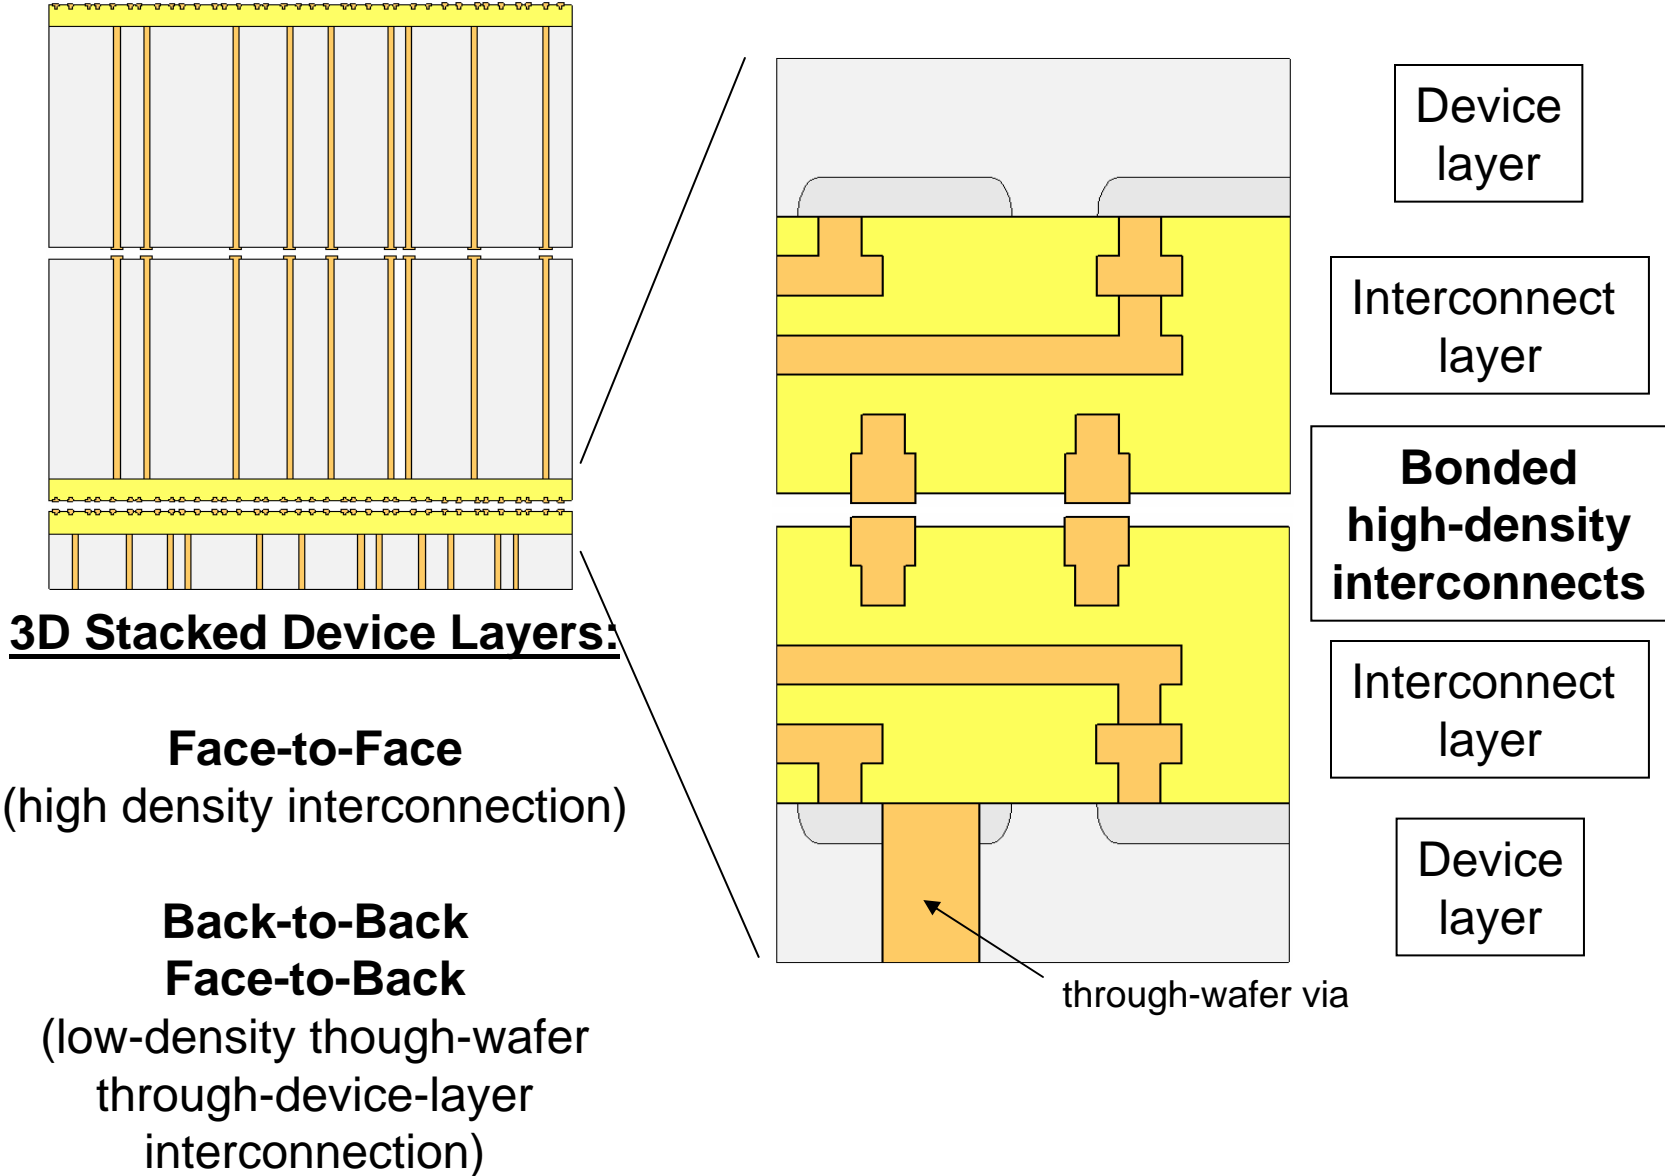 3D Stacked Device Layers:
Face-to-Face
(high density interconnection)
Back-to-Back
Face-to-Back
(low-density though-wafer
through-device-layer
interconnection)
Device
layer
Interconnect
layer
Bonded
high-density
interconnects
Interconnect
layer
Device
layer
through-wafer via